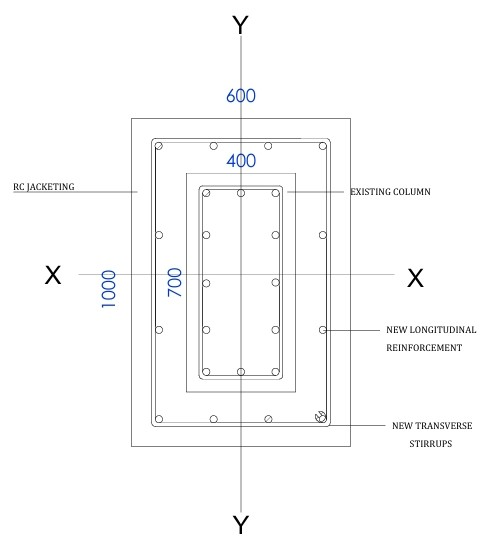 Y
600
400
RC JACKETING
EXISTING COLUMN
X
1000
700
X
NEW LONGITUDINAL
REINFORCEMENT
NEW TRANSVERSE
STIRRUPS
Y